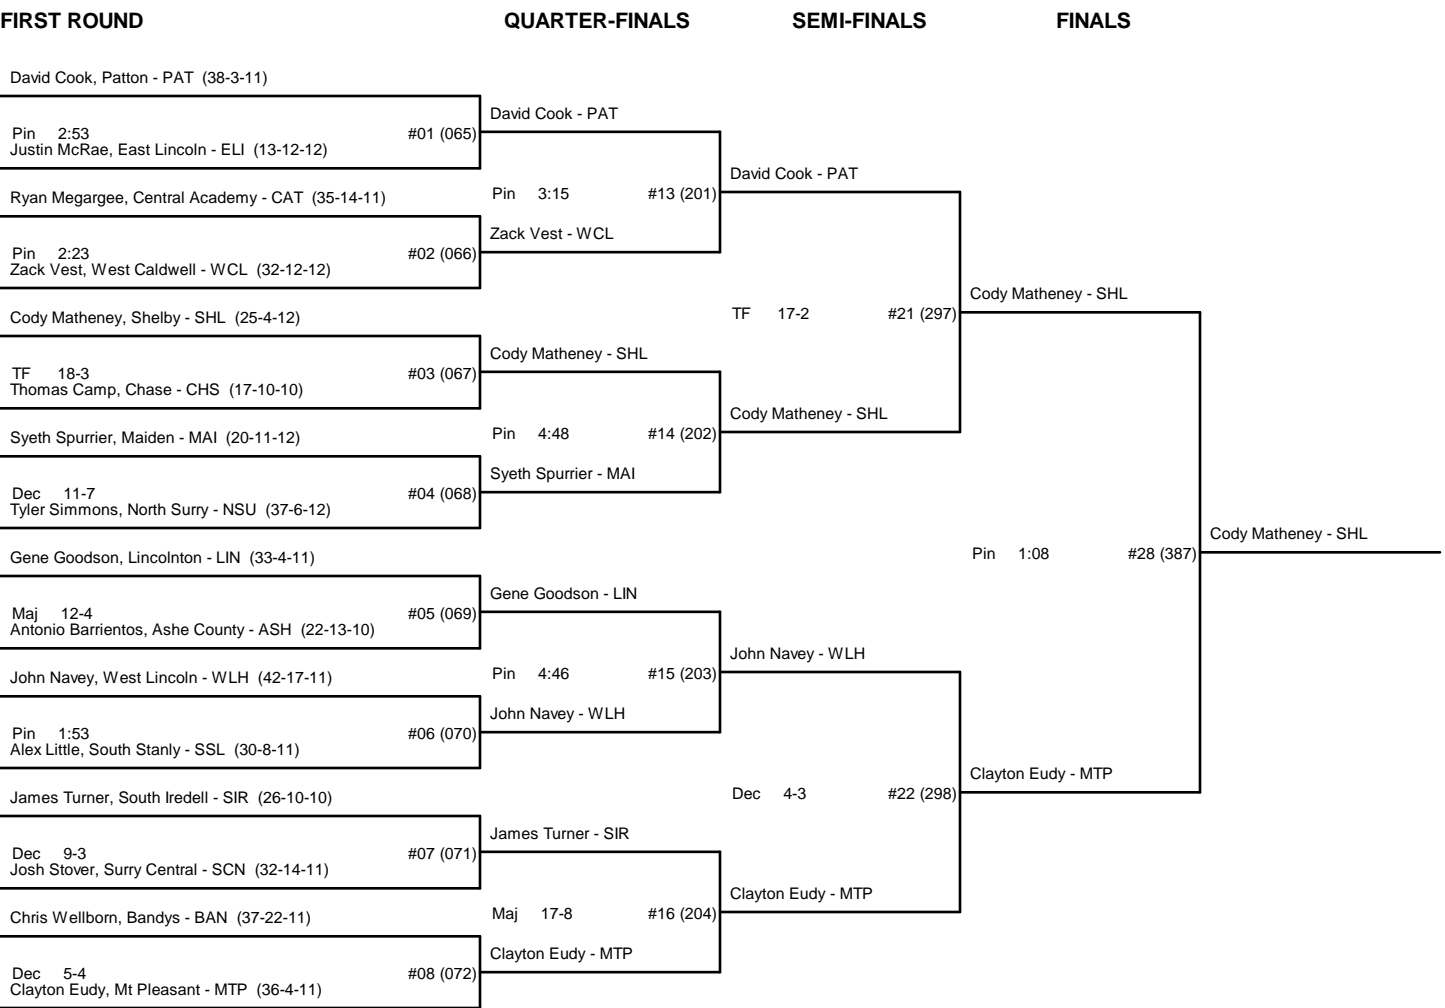 FIRST ROUND QUARTER-FINALS SEMI-FINALS FINALS
David Cook, Patton - PAT (38-3-11)
David Cook - PAT
Pin 2:53 #01 (065)
Justin McRae, East Lincoln - ELI (13-12-12)
David Cook - PAT
Ryan Megargee, Central Academy - CAT (35-14-11)
Pin 3:15 #13 (201)
Zack Vest - WCL
Pin 2:23 #02 (066)
Zack Vest, West Caldwell - WCL (32-12-12)
Cody Matheney - SHL
Cody Matheney, Shelby - SHL (25-4-12)
TF 17-2 #21 (297)
Cody Matheney - SHL
TF 18-3 #03 (067)
Thomas Camp, Chase - CHS (17-10-10)
Cody Matheney - SHL
Syeth Spurrier, Maiden - MAI (20-11-12)
Pin 4:48 #14 (202)
Syeth Spurrier - MAI
Dec 11-7 #04 (068)
Tyler Simmons, North Surry - NSU (37-6-12)
Cody Matheney - SHL
Gene Goodson, Lincolnton - LIN (33-4-11)
Pin 1:08 #28 (387)
Gene Goodson - LIN
Maj 12-4 #05 (069)
Antonio Barrientos, Ashe County - ASH (22-13-10)
John Navey - WLH
John Navey, West Lincoln - WLH (42-17-11)
Pin 4:46 #15 (203)
John Navey - WLH
Pin 1:53 #06 (070)
Alex Little, South Stanly - SSL (30-8-11)
Clayton Eudy - MTP
James Turner, South Iredell - SIR (26-10-10)
Dec 4-3 #22 (298)
James Turner - SIR
Dec 9-3 #07 (071)
Josh Stover, Surry Central - SCN (32-14-11)
Clayton Eudy - MTP
Chris Wellborn, Bandys - BAN (37-22-11)
Maj 17-8 #16 (204)
Clayton Eudy - MTP
Dec 5-4 #08 (072)
Clayton Eudy, Mt Pleasant - MTP (36-4-11)